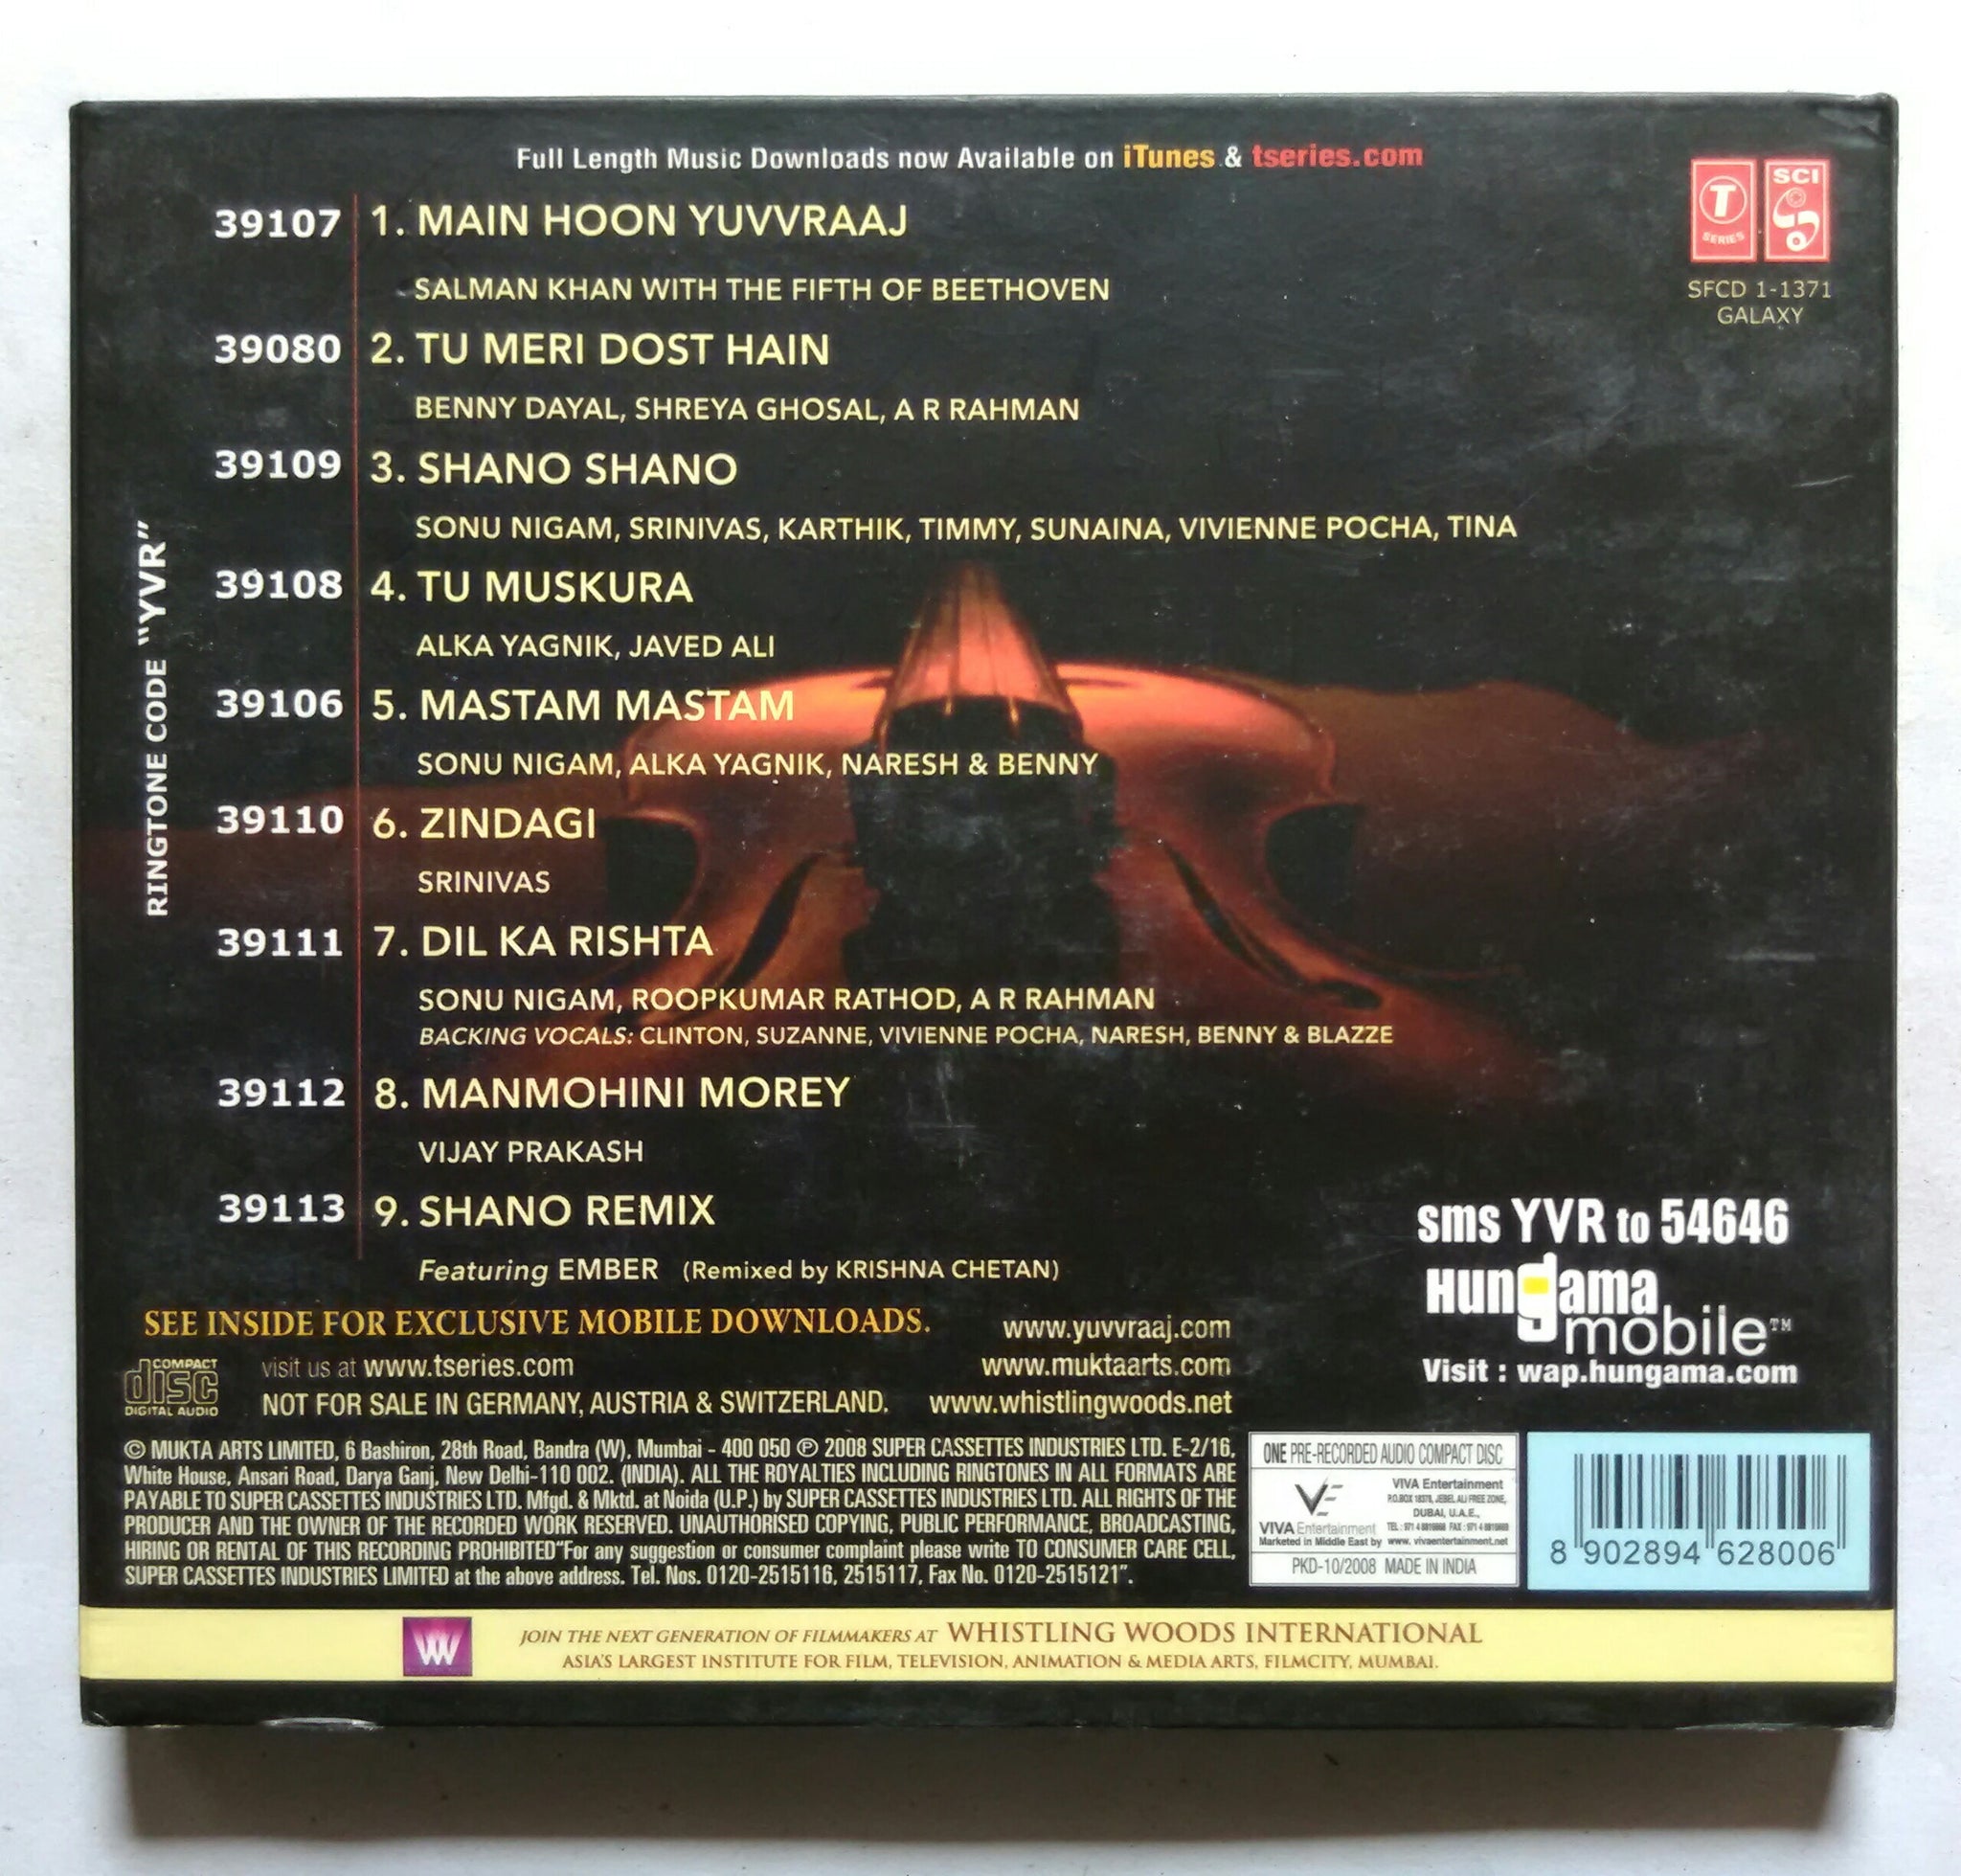 Full Length Music Downloads now Available on iTunes & tseries.com
T SERIES
SCI
SFCD 1-1371
GALAXY
RINGTONE CODE "YVR"
39107 1. MAIN HOON YUVVRAAJ
SALMAN KHAN WITH THE FIFTH OF BEETHOVEN
39080 2. TU MERI DOST HAIN
BENNY DAYAL, SHREYA GHOSAL, A R RAHMAN
39109 3. SHANO SHANO
SONU NIGAM, SRINIVAS, KARTHIK, TIMMY, SUNAINA, VIVIENNE POCHA, TINA
39108 4. TU MUSKURA
ALKA YAGNIK, JAVED ALI
39106 5. MASTAM MASTAM
SONU NIGAM, ALKA YAGNIK, NARESH & BENNY
39110 6. ZINDAGI
SRINIVAS
39111 7. DIL KA RISHTA
SONU NIGAM, ROOPKUMAR RATHOD, A R RAHMAN
BACKING VOCALS: CLINTON, SUZANNE, VIVIENNE POCHA, NARESH, BENNY & BLAZZE
39112 8. MANMOHINI MOREY
VIJAY PRAKASH
39113 9. SHANO REMIX
Featuring EMBER (Remixed by KRISHNA CHETAN)
sms YVR to 54646
Hungama
mobile™
Visit : wap.hungama.com
SEE INSIDE FOR EXCLUSIVE MOBILE DOWNLOADS.
www.yuvvraaj.com
COMPACT
disc
DIGITAL AUDIO
visit us at www.tseries.com
www.muktaarts.com
NOT FOR SALE IN GERMANY, AUSTRIA & SWITZERLAND.
www.whistlingwoods.net
© MUKTA ARTS LIMITED, 6 Bashiron, 28th Road, Bandra (W), Mumbai - 400 050 ℗ 2008 SUPER CASSETTES INDUSTRIES LTD. E-2/16,
White House, Ansari Road, Darya Ganj, New Delhi-110 002. (INDIA). ALL THE ROYALTIES INCLUDING RINGTONES IN ALL FORMATS ARE
PAYABLE TO SUPER CASSETTES INDUSTRIES LTD. Mfgd. & Mktd. at Noida (U.P.) by SUPER CASSETTES INDUSTRIES LTD. ALL RIGHTS OF THE
PRODUCER AND THE OWNER OF THE RECORDED WORK RESERVED. UNAUTHORISED COPYING, PUBLIC PERFORMANCE, BROADCASTING,
HIRING OR RENTAL OF THIS RECORDING PROHIBITED"For any suggestion or consumer complaint please write TO CONSUMER CARE CELL,
SUPER CASSETTES INDUSTRIES LIMITED at the above address. Tel. Nos. 0120-2515116, 2515117, Fax No. 0120-2515121".
ONE PRE-RECORDED AUDIO COMPACT DISC
VE
VIVA Entertainment
Marketed in Middle East by
VIVA Entertainment
JEBEL ALI FREE ZONE,
DUBAI, U.A.E.,
www. vivaentertainment.net
PKD-10/2008 MADE IN INDIA
8 902894 628006
W
JOIN THE NEXT GENERATION OF FILMMAKERS AT WHISTLING WOODS INTERNATIONAL
ASIA'S LARGEST INSTITUTE FOR FILM, TELEVISION, ANIMATION & MEDIA ARTS, FILMCITY, MUMBAI.